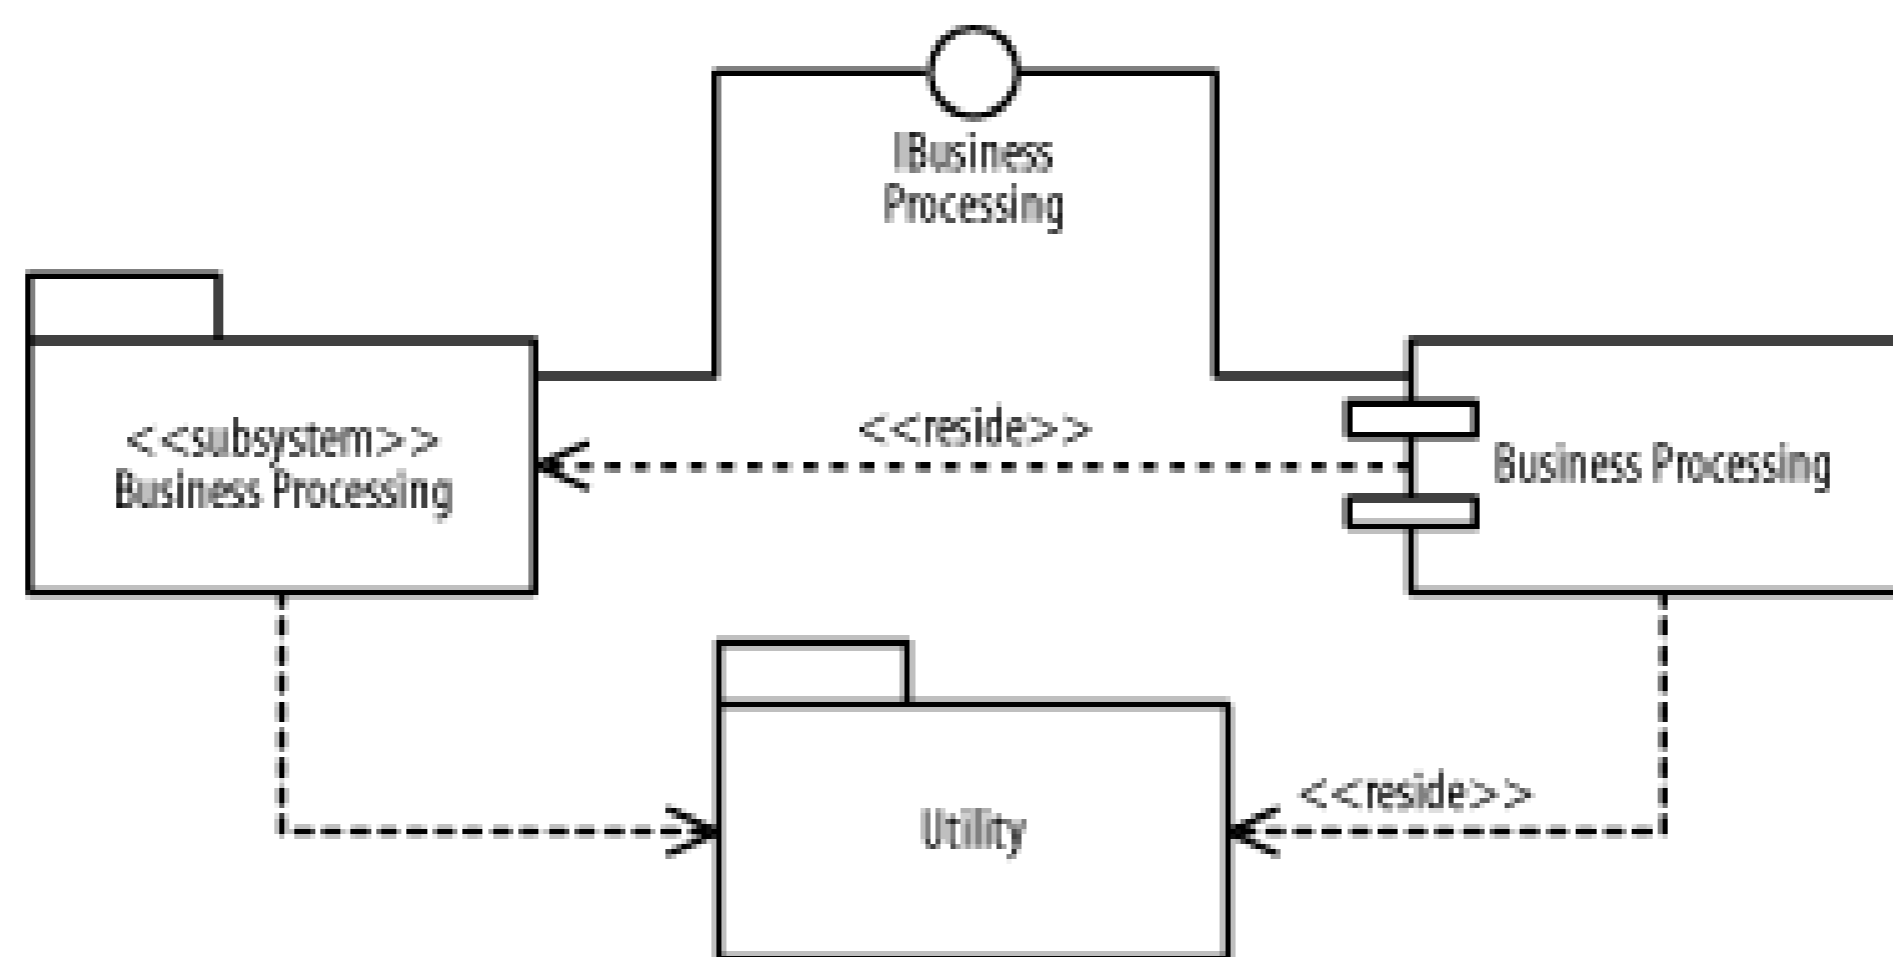 IBusiness
Processing
<<subsystem>>
Business Processing
<<reside>>
Business Processing
<<reside>>
Utility